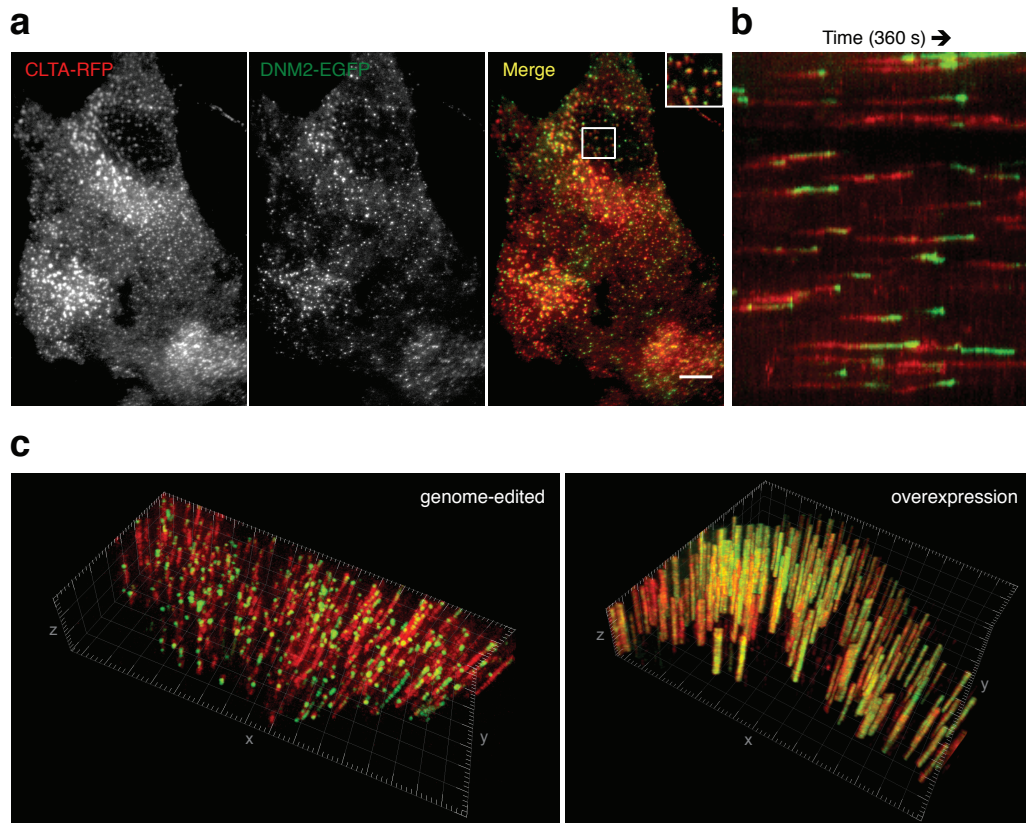 a
CLTA-RFP
DNM2-EGFP
Merge
b
Time (360 s) →
c
genome-edited
z
x
y
overexpression
z
x
y